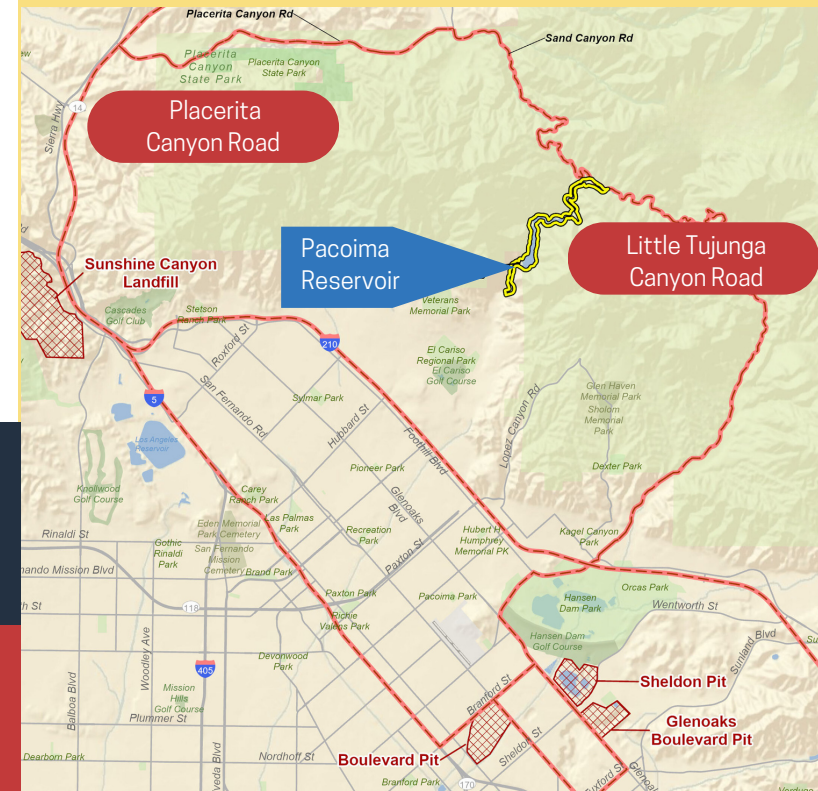 Placerita Canyon Rd
Sand Canyon Rd
Placerita
Canyon
State Park
Placerita Canyon
State Park
14
Sierra Hwy
Placerita
Canyon Road
Pacoima
Reservoir
Little Tujunga
Canyon Road
Sunshine Canyon
Landfill
Cascades
Golf Club
Stetson
Ranch Park
Veterans
Memorial Park
Roxford St
210
El Cariso
Regional Park
El Cariso
Golf Course
5
San Fernando Rd
Sylmar Park
Hubbard St
Foothill Blvd
Lopez Canyon Rd
Glen Haven
Memorial Park
Sholom
Memorial
Park
Los Angeles
Reservoir
Pioneer Park
Dexter Park
Knollwood
Golf Course
Carey
Ranch Park
Glenoaks
Blvd
Las Palmas
Park
Eden Memorial
Park Cemetery
Recreation
Park
Hubert H
Humphrey
Memorial PK
Kagel Canyon
Park
Rinaldi St
Gothic
Rinaldi
Park
San Fernando
Mission
Cemetery
Brand Park
Paxton St
nando Mission Blvd
Paxton Park
Pacoima Park
Hansen
Dam Park
Orcas Park
Wentworth St
th St
118
Richie
Valens Park
Hansen Dam
Golf Course
Sunland Blvd
Su
Woodley Ave
405
Devonwood
Park
Balboa Blvd
Mission
Hills
Golf Course
Plummer St
Branford St
Sheldon Pit
Sheldon St
Glenoaks
Boulevard Pit
Dearborn Park
Nordhoff St
Boulevard Pit
veda Blvd
Branford Park
170
Tuxford St
Glenoa